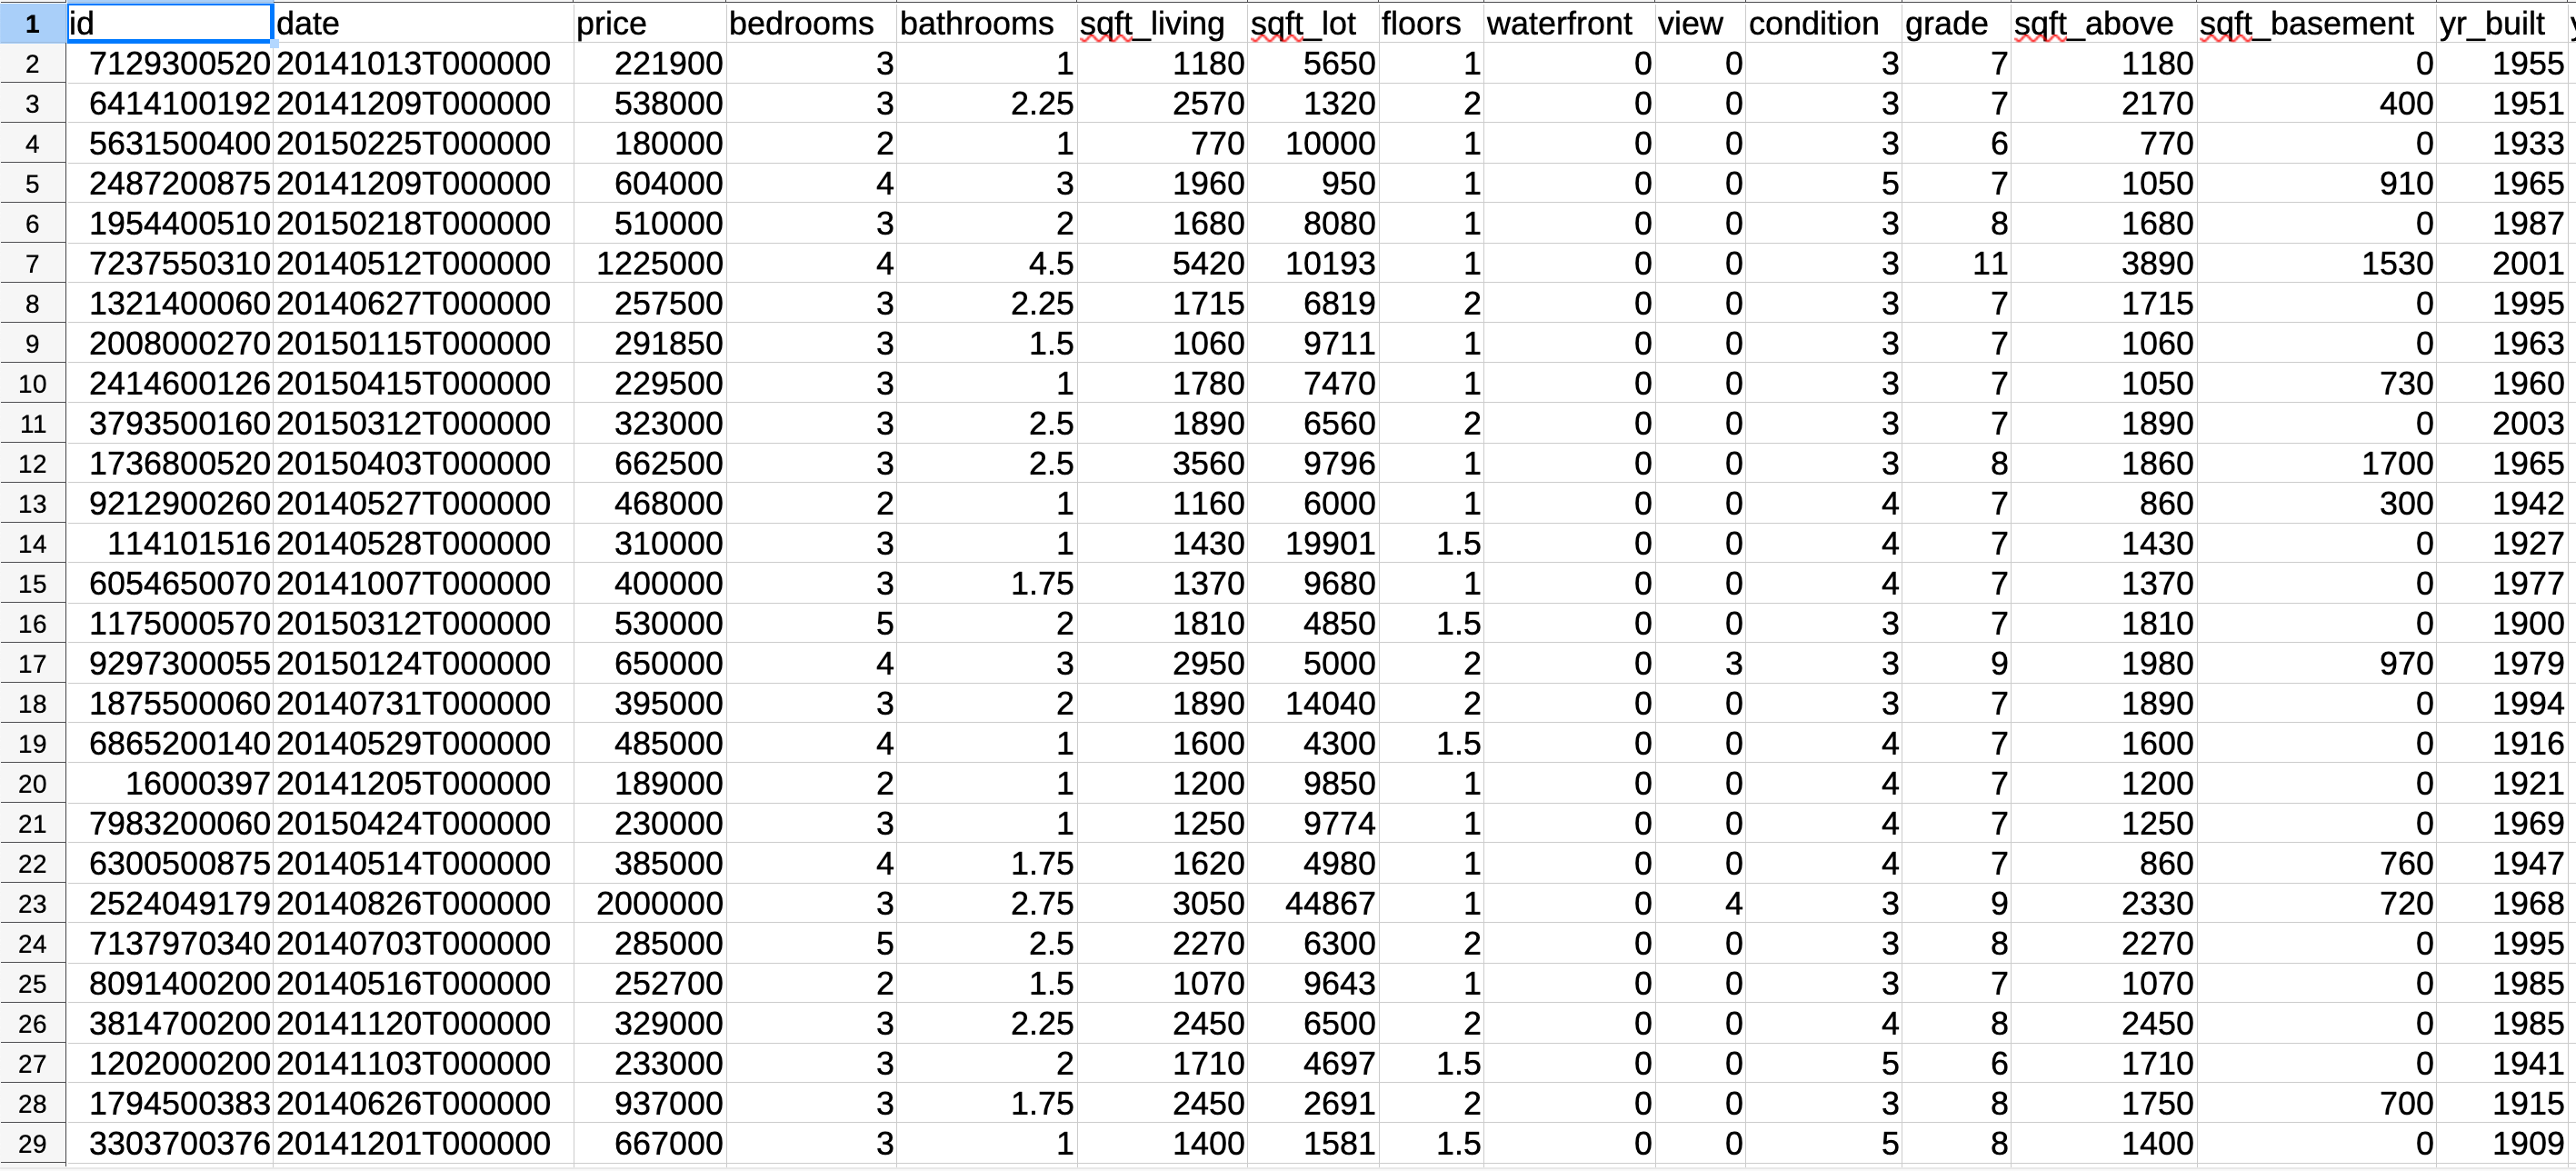 1 id date price bedrooms bathrooms sqft_living sqft_lot floors waterfront view condition grade sqft_above sqft_basement yr_built
2 7129300520 20141013T000000 221900 3 1 1180 5650 1 0 0 3 7 1180 0 1955
3 6414100192 20141209T000000 538000 3 2.25 2570 1320 2 0 0 3 7 2170 400 1951
4 5631500400 20150225T000000 180000 2 1 770 10000 1 0 0 3 6 770 0 1933
5 2487200875 20141209T000000 604000 4 3 1960 950 1 0 0 5 7 1050 910 1965
6 1954400510 20150218T000000 510000 3 2 1680 8080 1 0 0 3 8 1680 0 1987
7 7237550310 20140512T000000 1225000 4 4.5 5420 10193 1 0 0 3 11 3890 1530 2001
8 1321400060 20140627T000000 257500 3 2.25 1715 6819 2 0 0 3 7 1715 0 1995
9 2008000270 20150115T000000 291850 3 1.5 1060 9711 1 0 0 3 7 1060 0 1963
10 2414600126 20150415T000000 229500 3 1 1780 7470 1 0 0 3 7 1050 730 1960
11 3793500160 20150312T000000 323000 3 2.5 1890 6560 2 0 0 3 7 1890 0 2003
12 1736800520 20150403T000000 662500 3 2.5 3560 9796 1 0 0 3 8 1860 1700 1965
13 9212900260 20140527T000000 468000 2 1 1160 6000 1 0 0 4 7 860 300 1942
14 114101516 20140528T000000 310000 3 1 1430 19901 1.5 0 0 4 7 1430 0 1927
15 6054650070 20141007T000000 400000 3 1.75 1370 9680 1 0 0 4 7 1370 0 1977
16 1175000570 20150312T000000 530000 5 2 1810 4850 1.5 0 0 3 7 1810 0 1900
17 9297300055 20150124T000000 650000 4 3 2950 5000 2 0 3 3 9 1980 970 1979
18 1875500060 20140731T000000 395000 3 2 1890 14040 2 0 0 3 7 1890 0 1994
19 6865200140 20140529T000000 485000 4 1 1600 4300 1.5 0 0 4 7 1600 0 1916
20 16000397 20141205T000000 189000 2 1 1200 9850 1 0 0 4 7 1200 0 1921
21 7983200060 20150424T000000 230000 3 1 1250 9774 1 0 0 4 7 1250 0 1969
22 6300500875 20140514T000000 385000 4 1.75 1620 4980 1 0 0 4 7 860 760 1947
23 2524049179 20140826T000000 2000000 3 2.75 3050 44867 1 0 4 3 9 2330 720 1968
24 7137970340 20140703T000000 285000 5 2.5 2270 6300 2 0 0 3 8 2270 0 1995
25 8091400200 20140516T000000 252700 2 1.5 1070 9643 1 0 0 3 7 1070 0 1985
26 3814700200 20141120T000000 329000 3 2.25 2450 6500 2 0 0 4 8 2450 0 1985
27 1202000200 20141103T000000 233000 3 2 1710 4697 1.5 0 0 5 6 1710 0 1941
28 1794500383 20140626T000000 937000 3 1.75 2450 2691 2 0 0 3 8 1750 700 1915
29 3303700376 20141201T000000 667000 3 1 1400 1581 1.5 0 0 5 8 1400 0 1909